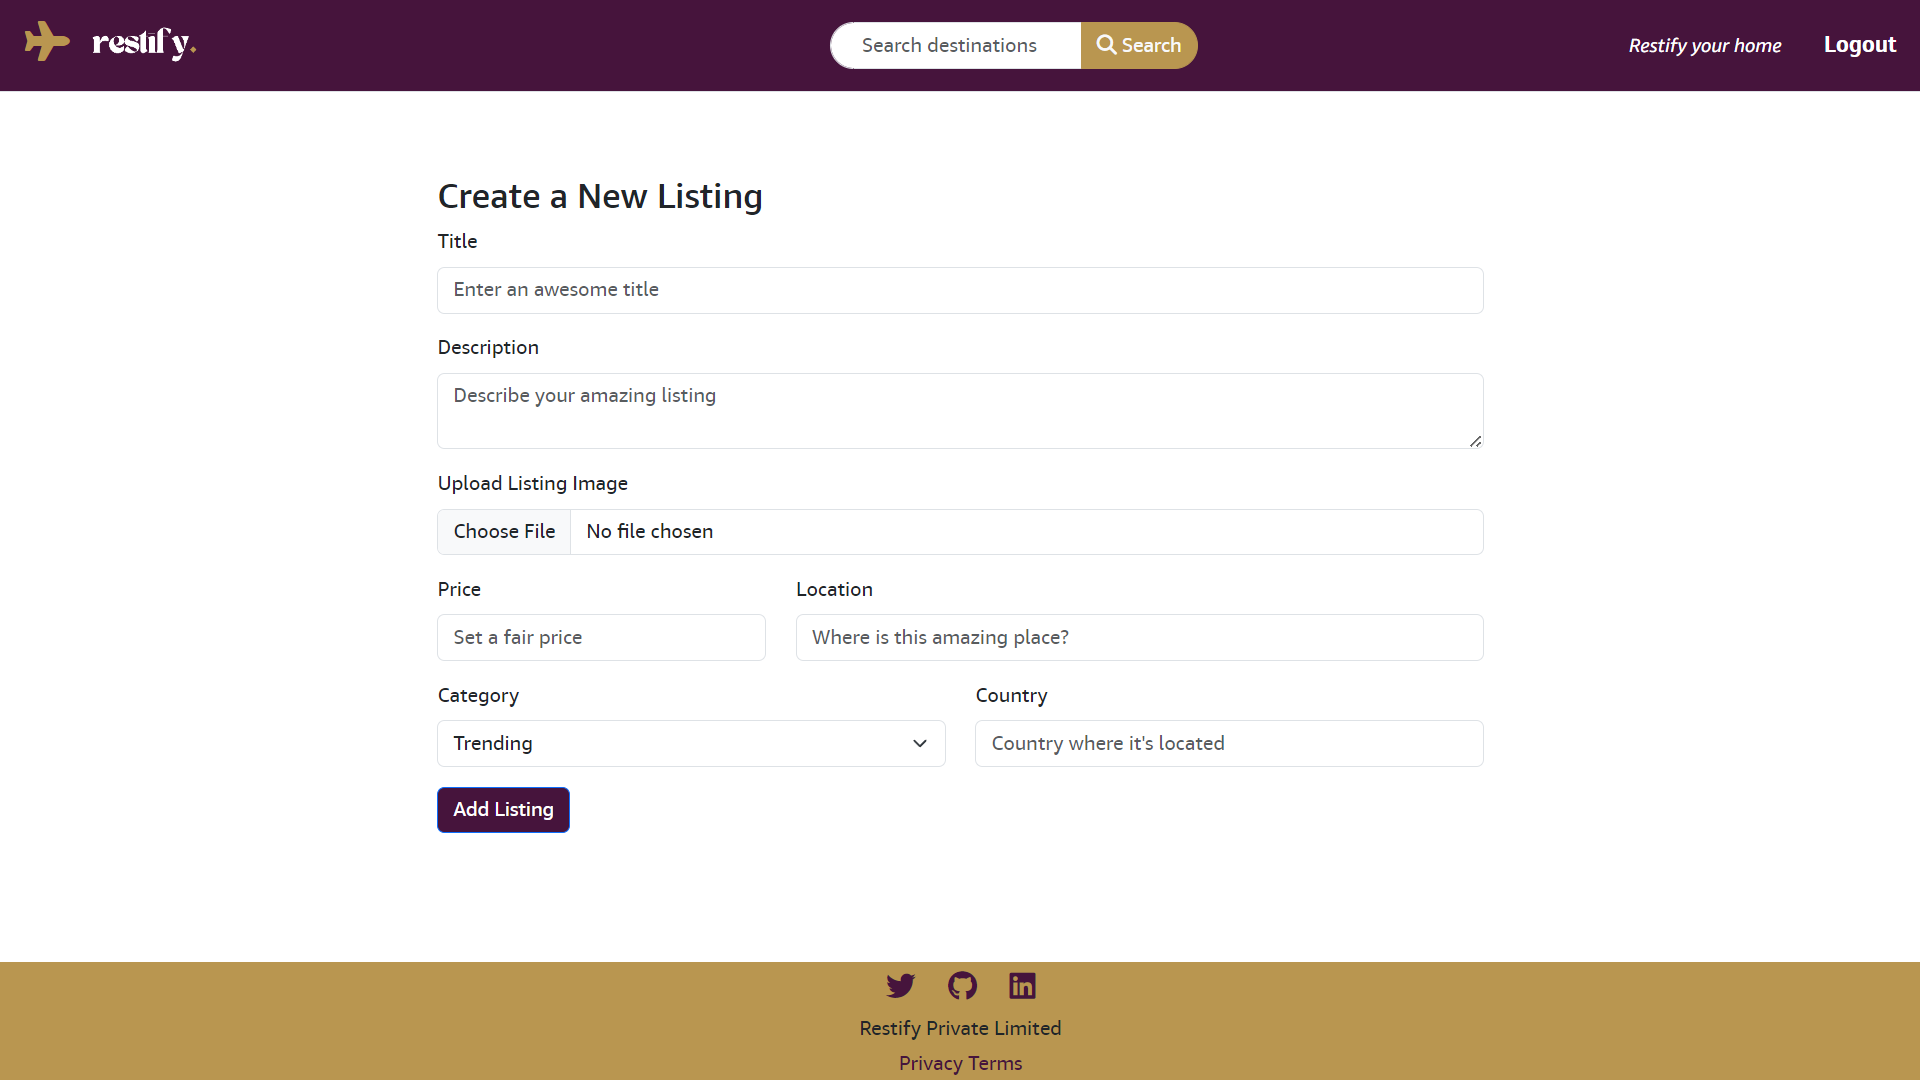 restify.
Search destinations
Search
Restify your home
Logout
Create a New Listing
Title
Enter an awesome title
Description
Describe your amazing listing
Upload Listing Image
Choose File No file chosen
Price
Location
Set a fair price
Where is this amazing place?
Category
Country
Trending
Country where it's located
Add Listing
in
Restify Private Limited
Privacy Terms